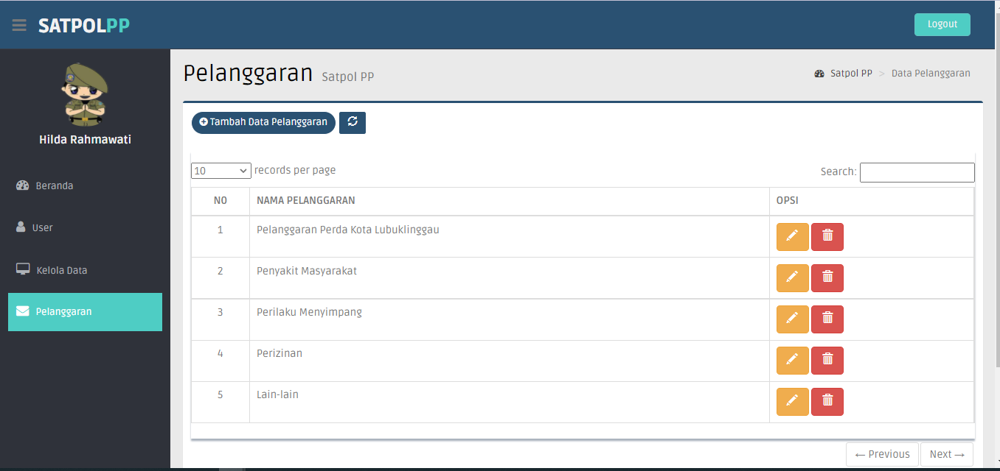 SATPOLPP
Logout
Hilda Rahmawati
Beranda
User
Kelola Data
Pelanggaran
Pelanggaran Satpol PP
Satpol PP > Data Pelanggaran
Tambah Data Pelanggaran
10 records per page
Search:
NO NAMA PELANGGARAN OPSI
1 Pelanggaran Perda Kota Lubuklinggau
2 Penyakit Masyarakat
3 Perilaku Menyimpang
4 Perizinan
5 Lain-lain
← Previous Next →